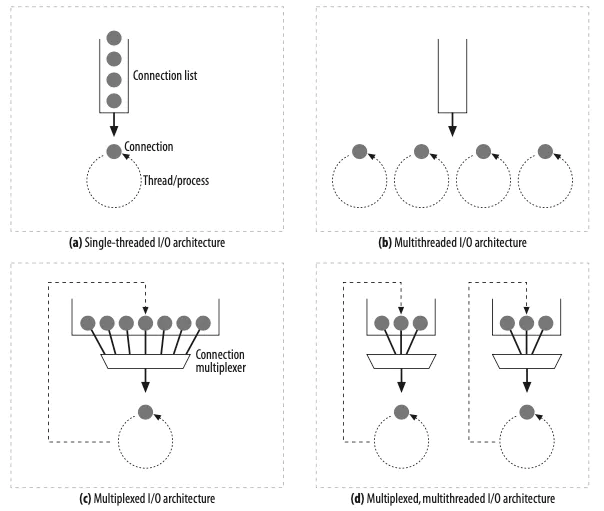 Connection list
Connection
Thread/process
(a) Single-threaded I/O architecture
(b) Multithreaded I/O architecture
Connection
multiplexer
(c) Multiplexed I/O architecture
(d) Multiplexed, multithreaded I/O architecture